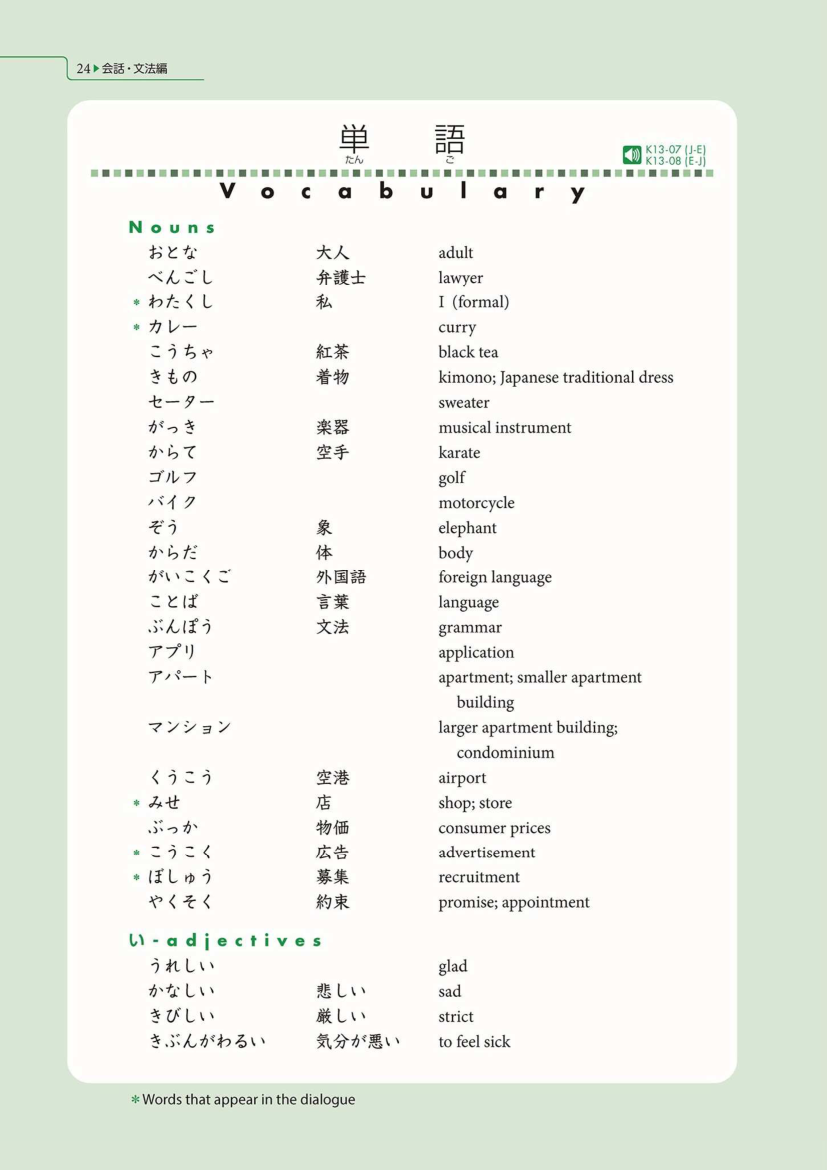 24▶会話・文法編
単語
たん ご
K13-07 (J-E)
K13-08 (E-J)
Vocabulary
Nouns
おとな 大人 adult
べんごし 弁護士 lawyer
＊わたくし 私 I (formal)
＊カレー curry
こうちゃ 紅茶 black tea
きもの 着物 kimono; Japanese traditional dress
セーター sweater
がっき 楽器 musical instrument
からて 空手 karate
ゴルフ golf
バイク motorcycle
ぞう 象 elephant
からだ 体 body
がいこくご 外国語 foreign language
ことば 言葉 language
ぶんぽう 文法 grammar
アプリ application
アパート apartment; smaller apartment
building
マンション larger apartment building;
condominium
くうこう 空港 airport
＊みせ 店 shop; store
ぶっか 物価 consumer prices
＊こうこく 広告 advertisement
＊ぼしゅう 募集 recruitment
やくそく 約束 promise; appointment
い-adjectives
うれしい glad
かなしい 悲しい sad
きびしい 厳しい strict
きぶんがわるい 気分が悪い to feel sick
＊Words that appear in the dialogue